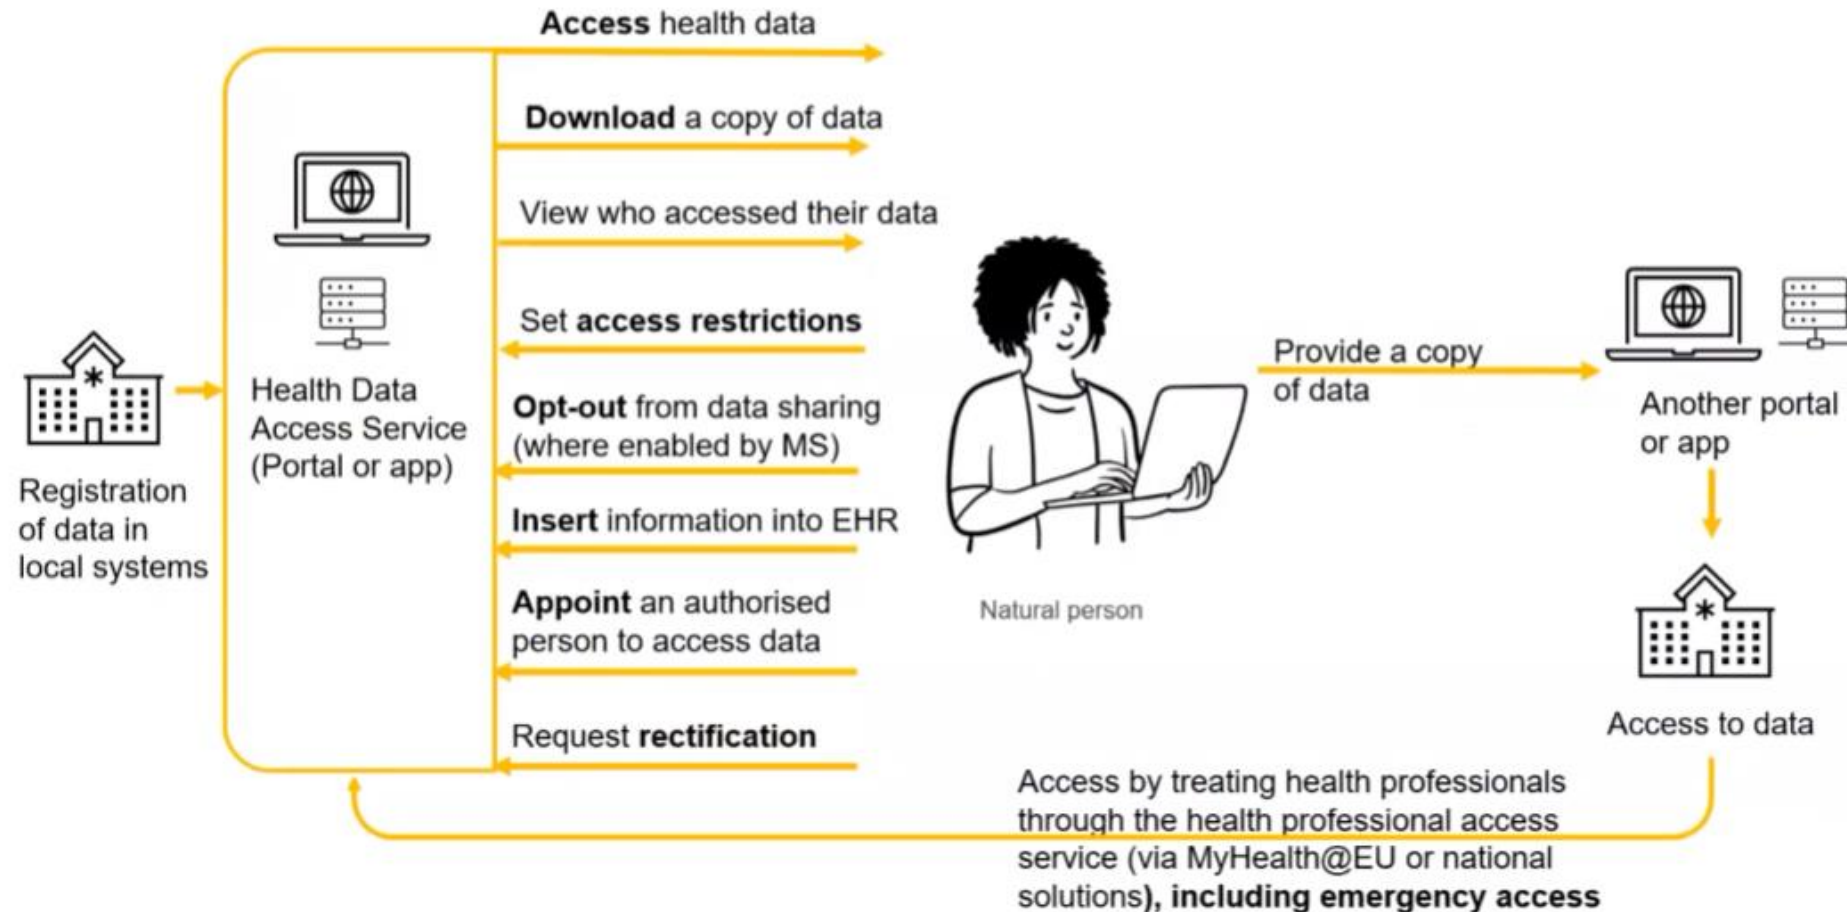 Access health data
Download a copy of data
View who accessed their data
Set access restrictions
Opt-out from data sharing
(where enabled by MS)
Insert information into EHR
Appoint an authorised
person to access data
Request rectification
Health Data
Access Service
(Portal or app)
Registration
of data in
local systems
Natural person
Provide a copy
of data
Another portal
or app
Access to data
Access by treating health professionals
through the health professional access
service (via MyHealth@EU or national
solutions), including emergency access